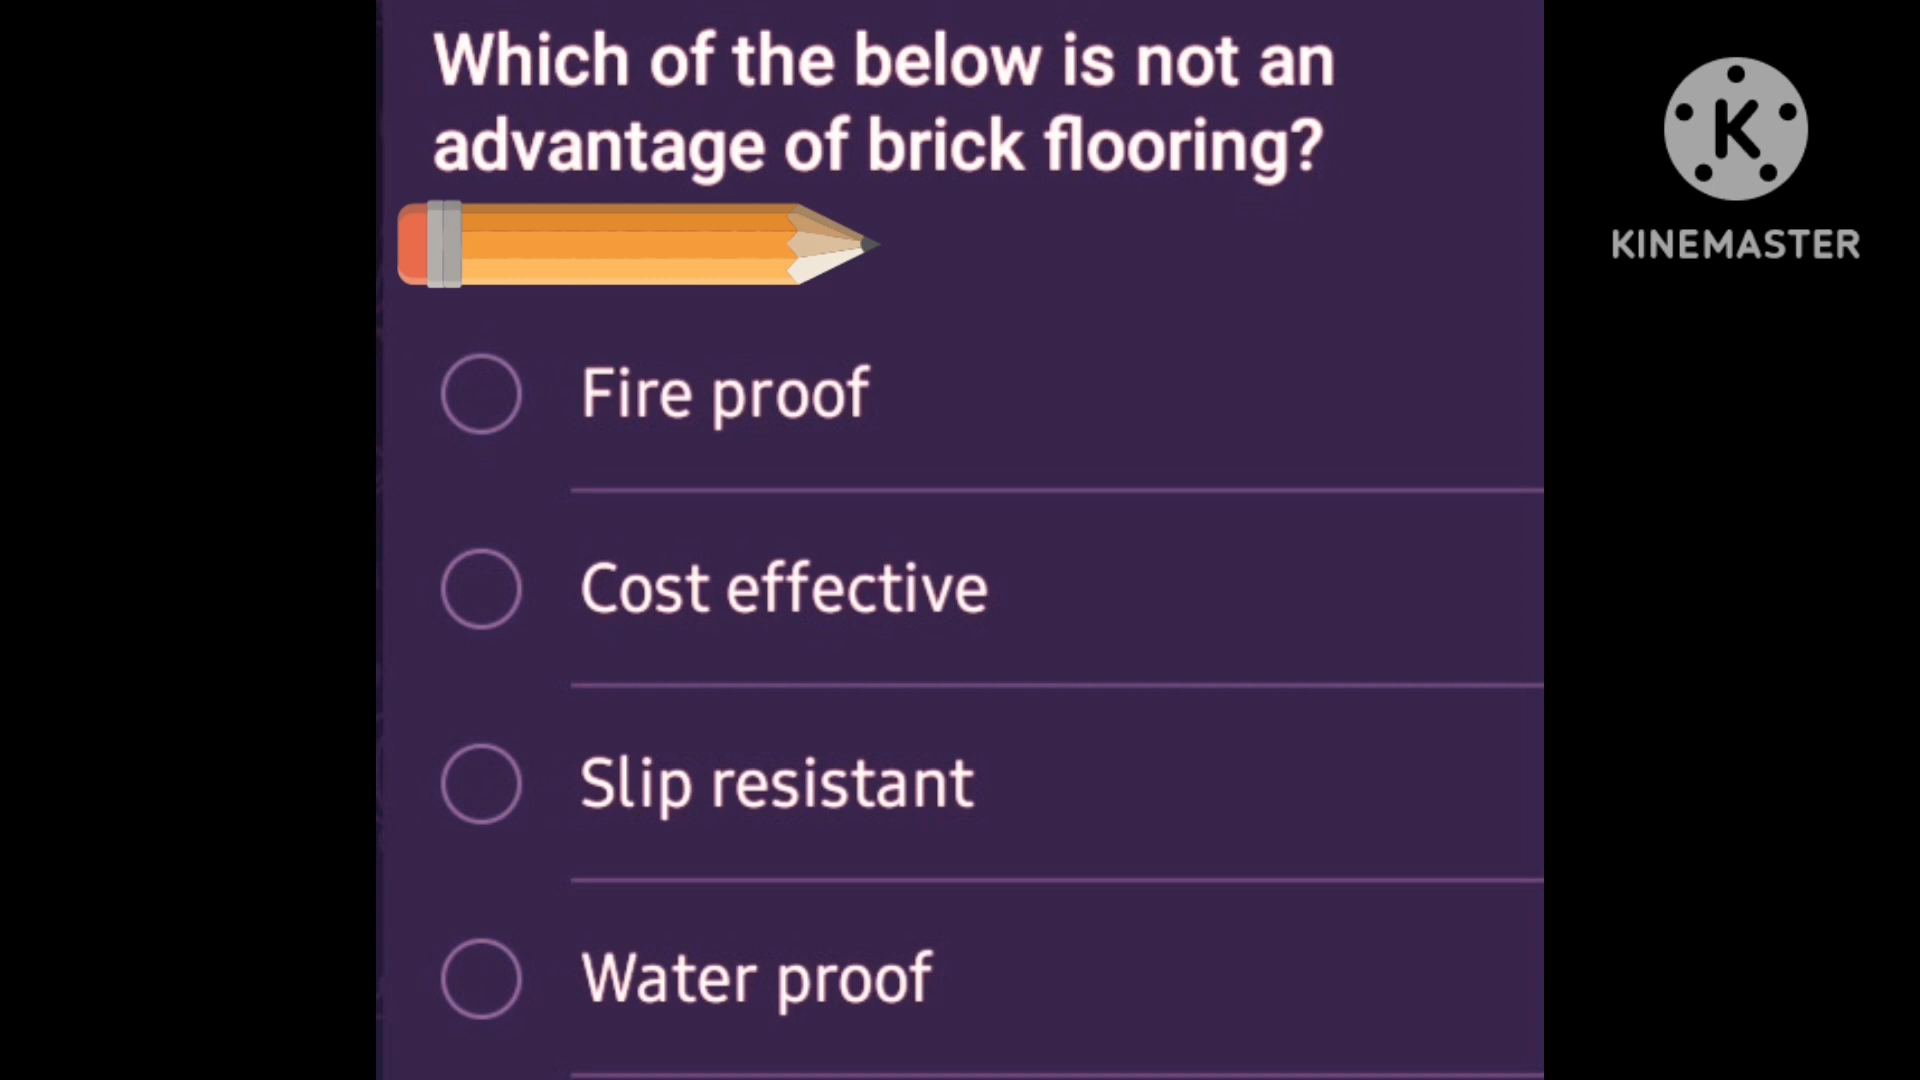 Which of the below is not an
advantage of brick flooring?
Fire proof
Cost effective
Slip resistant
Water proof
K
KINEMASTER